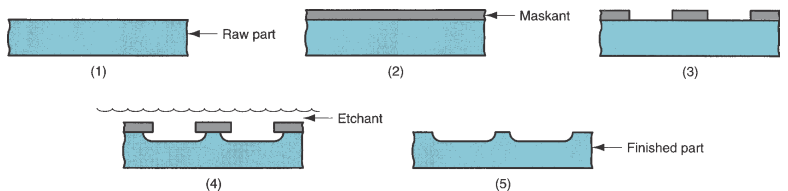 Raw part
(1)
Maskant
(2)
(3)
Etchant
(4)
Finished part
(5)